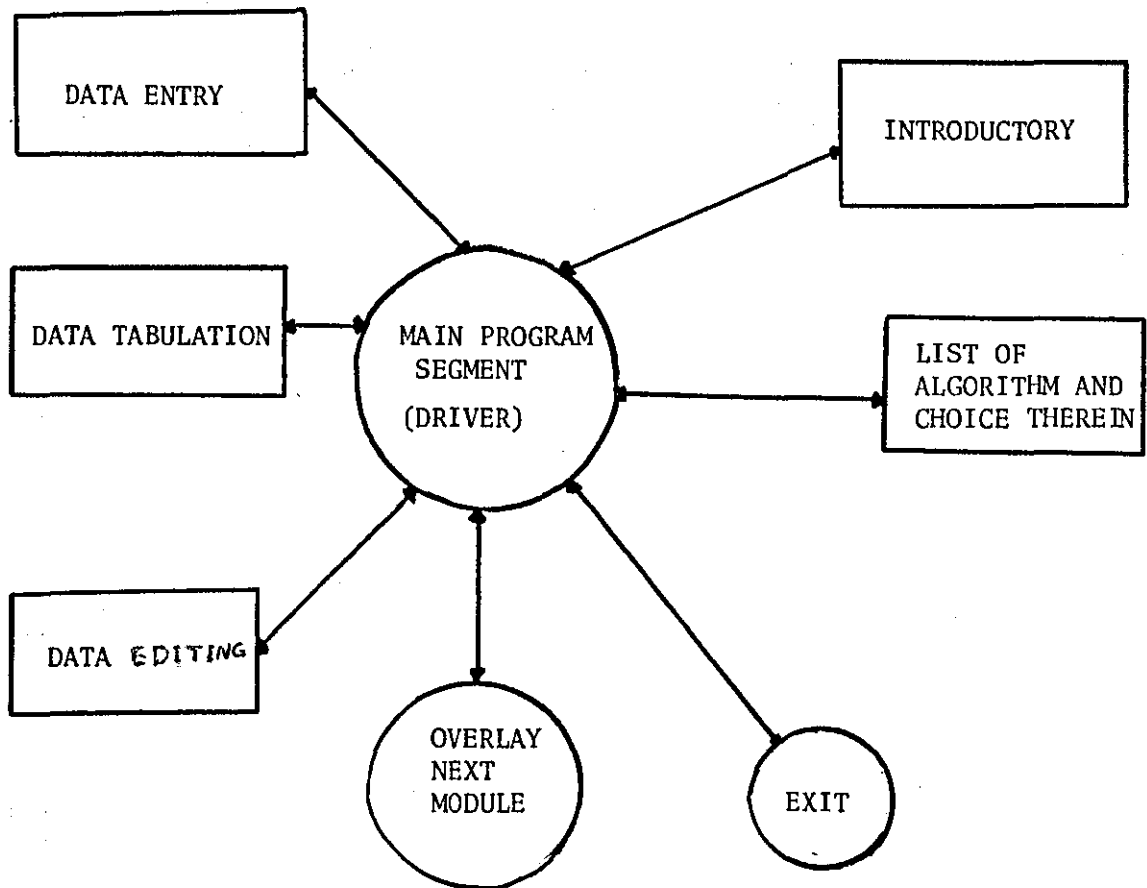 DATA ENTRY
INTRODUCTORY
DATA TABULATION
MAIN PROGRAM
SEGMENT
(DRIVER)
LIST OF
ALGORITHM AND
CHOICE THEREIN
DATA EDITING
OVERLAY
NEXT
MODULE
EXIT